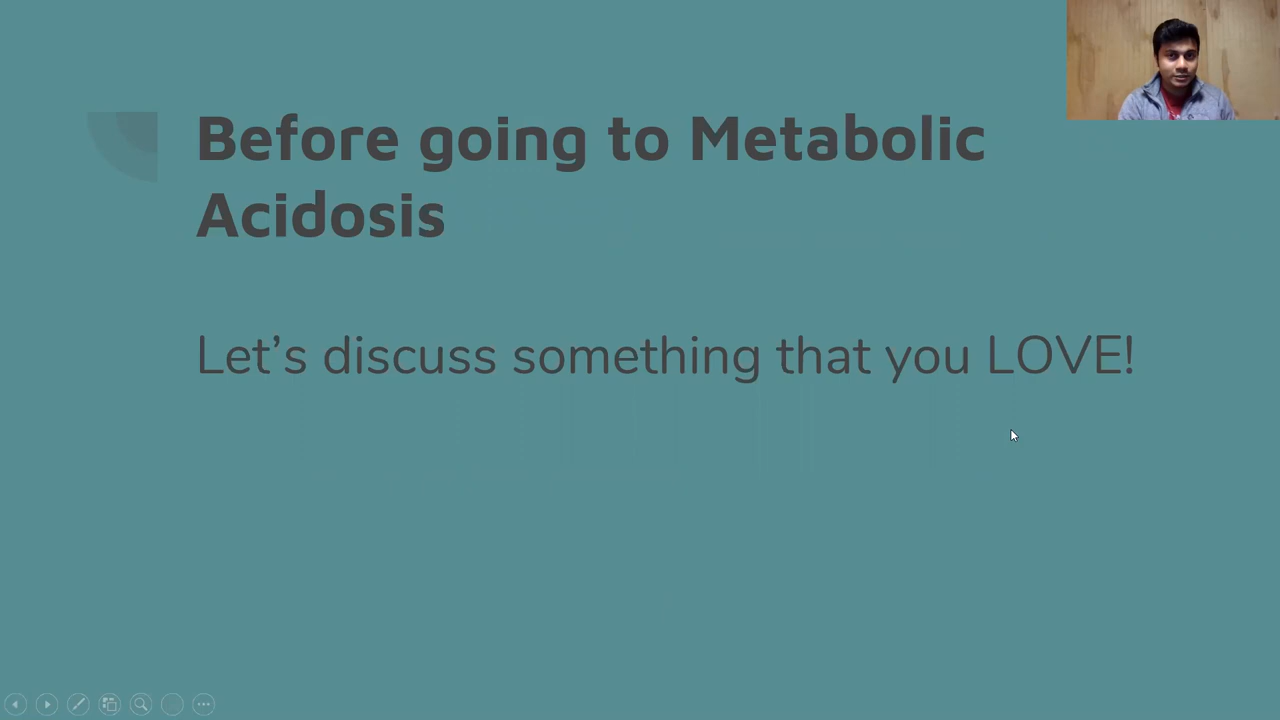 Before going to Metabolic
Acidosis
Let’s discuss something that you LOVE!